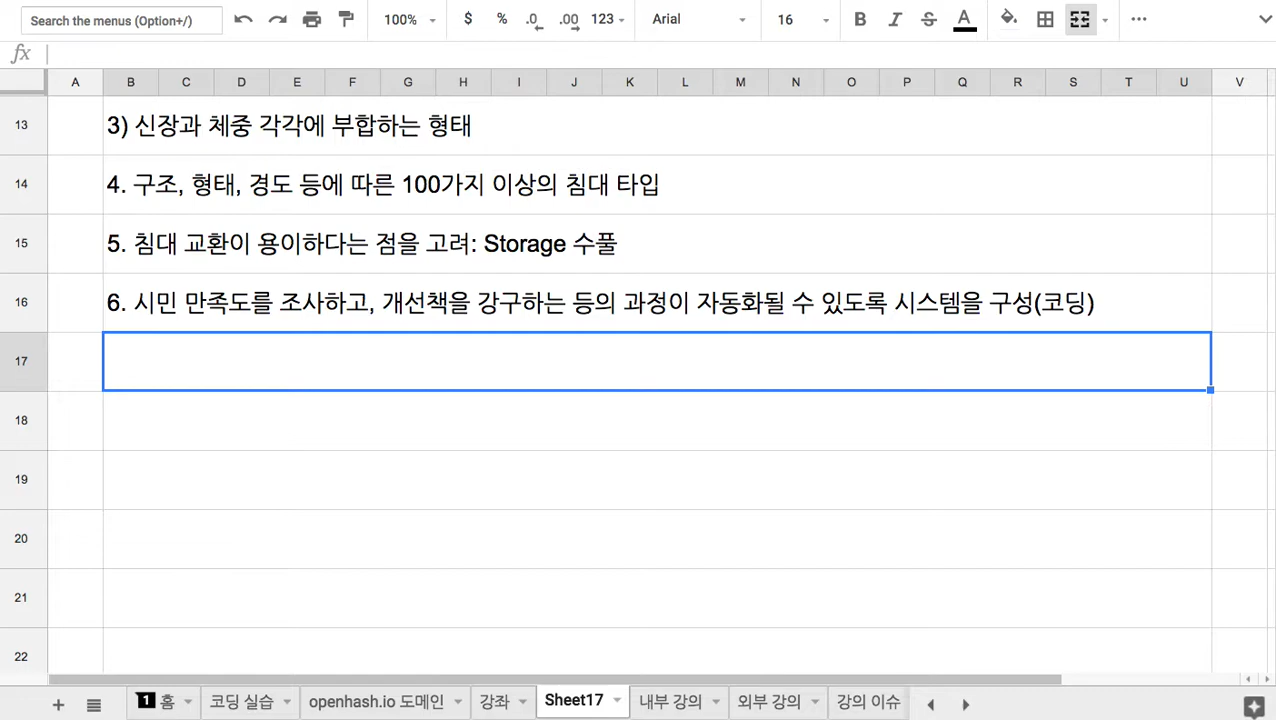 Search the menus (Option+/) 100% $ % .0 .00 123 Arial 16 B I S A
fx
A B C D E F G H I J K L M N O P Q R S T U V
13 3) 신장과 체중 각각에 부합하는 형태
14 4. 구조, 형태, 경도 등에 따른 100가지 이상의 침대 타입
15 5. 침대 교환이 용이하다는 점을 고려: Storage 수풀
16 6. 시민 만족도를 조사하고, 개선책을 강구하는 등의 과정이 자동화될 수 있도록 시스템을 구성(코딩)
17
18
19
20
21
22
1 홈 코딩 실습 openhash.io 도메인 강좌 Sheet17 내부 강의 외부 강의 강의 이슈